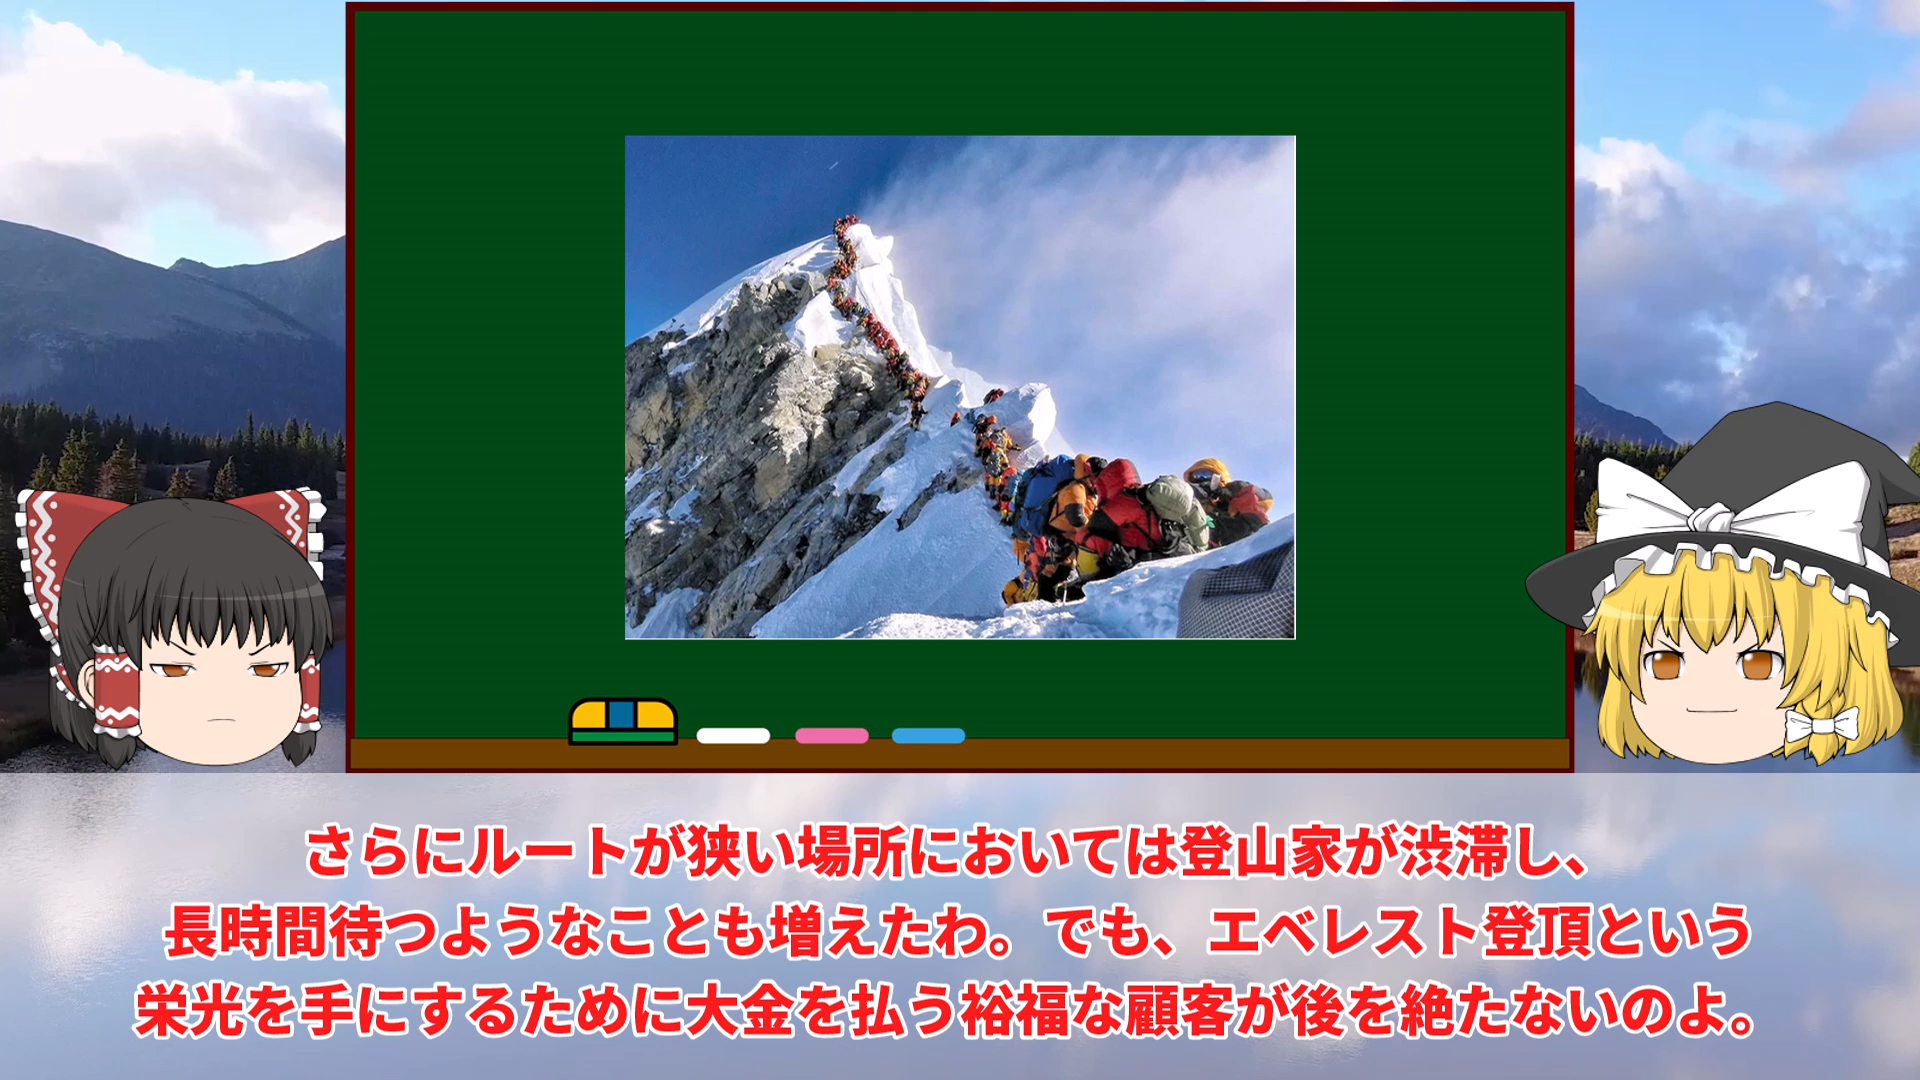 さらにルートが狭い場所においては登山家が渋滞し、
長時間待つようなことも増えたわ。でも、エベレスト登頂という
栄光を手にするために大金を払う裕福な顧客が後を絶たないのよ。